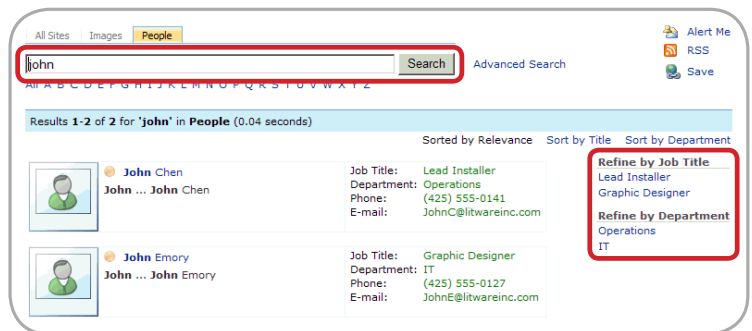 All Sites Images People
Alert Me
john Search Advanced Search
RSS
Save
All A B C D E F G H I J K L M N O P Q R S T U V W X Y Z
Results 1-2 of 2 for 'john' in People (0.04 seconds)
Sorted by Relevance Sort by Title Sort by Department
John Chen
John ... John Chen
Job Title: Lead Installer
Department: Operations
Phone: (425) 555-0141
E-mail: JohnC@litwareinc.com
Refine by Job Title
Lead Installer
Graphic Designer
Refine by Department
Operations
IT
John Emory
John ... John Emory
Job Title: Graphic Designer
Department: IT
Phone: (425) 555-0127
E-mail: JohnE@litwareinc.com